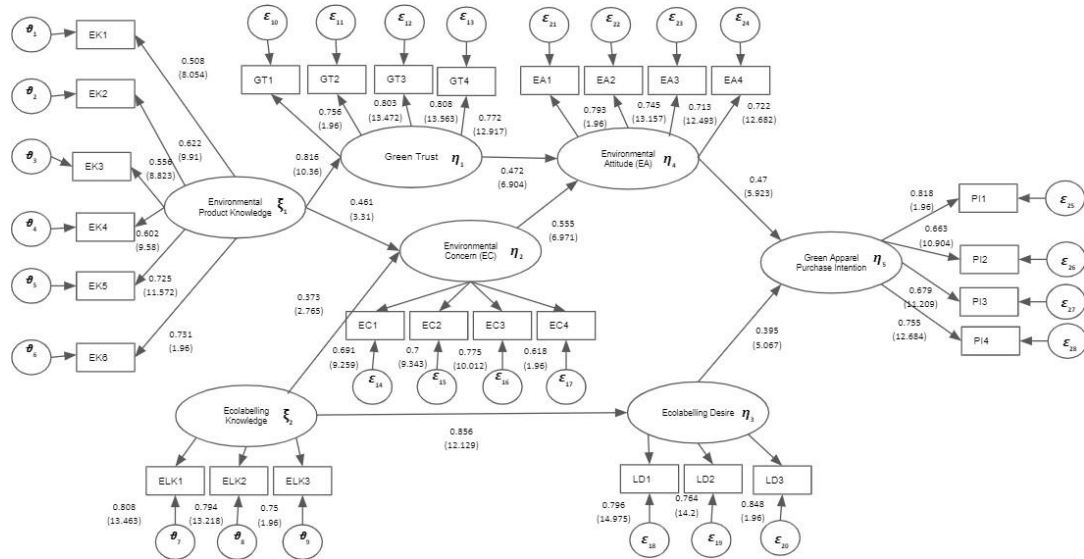 ϑ₁
EK1
0.508
(8.054)
ϑ₂
EK2
0.622
(9.91)
ϑ₃
EK3
0.556
(8.823)
ϑ₄
EK4
0.602
(9.58)
ϑ₅
EK5
0.725
(11.572)
ϑ₆
EK6
0.731
(1.96)
Environmental
Product Knowledge ξ₁
ε₁₀
ε₁₁
ε₁₂
ε₁₃
GT1
GT2
GT3
GT4
0.756
(1.96)
0.803
(13.472)
0.808
(13.563)
0.772
(12.917)
0.816
(10.36)
Green Trust η₁
0.461
(3.31)
0.472
(6.904)
ε₂₁
ε₂₂
ε₂₃
ε₂₄
EA1
EA2
EA3
EA4
0.793
(1.96)
0.745
(13.157)
0.713
(12.493)
0.722
(12.682)
Environmental
Attitude (EA) η₄
0.47
(5.923)
Environmental
Concern (EC) η₂
0.555
(6.971)
0.373
(2.765)
EC1
EC2
EC3
EC4
0.691
(9.259)
0.7
(9.343)
0.775
(10.012)
0.618
(1.96)
ε₁₄
ε₁₅
ε₁₆
ε₁₇
Green Apparel
Purchase Intention η₅
0.818
(1.96)
PI1
ε₂₅
0.663
(10.904)
PI2
ε₂₆
0.679
(11.209)
PI3
ε₂₇
0.755
(12.684)
PI4
ε₂₈
0.395
(5.067)
Ecolabelling
Knowledge ξ₂
0.856
(12.129)
Ecolabelling Desire η₃
ELK1
ELK2
ELK3
0.808
(13.463)
0.794
(13.218)
0.75
(1.96)
ϑ₇
ϑ₈
ϑ₉
LD1
LD2
LD3
0.796
(14.975)
0.764
(14.2)
0.848
(1.96)
ε₁₈
ε₁₉
ε₂₀